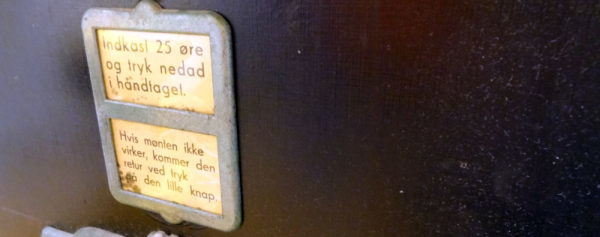 Indkast 25 øre
og tryk nedad
i håndtaget.
Hvis mønten ikke
virker, kommer den
retur ved tryk
på den lille knap.